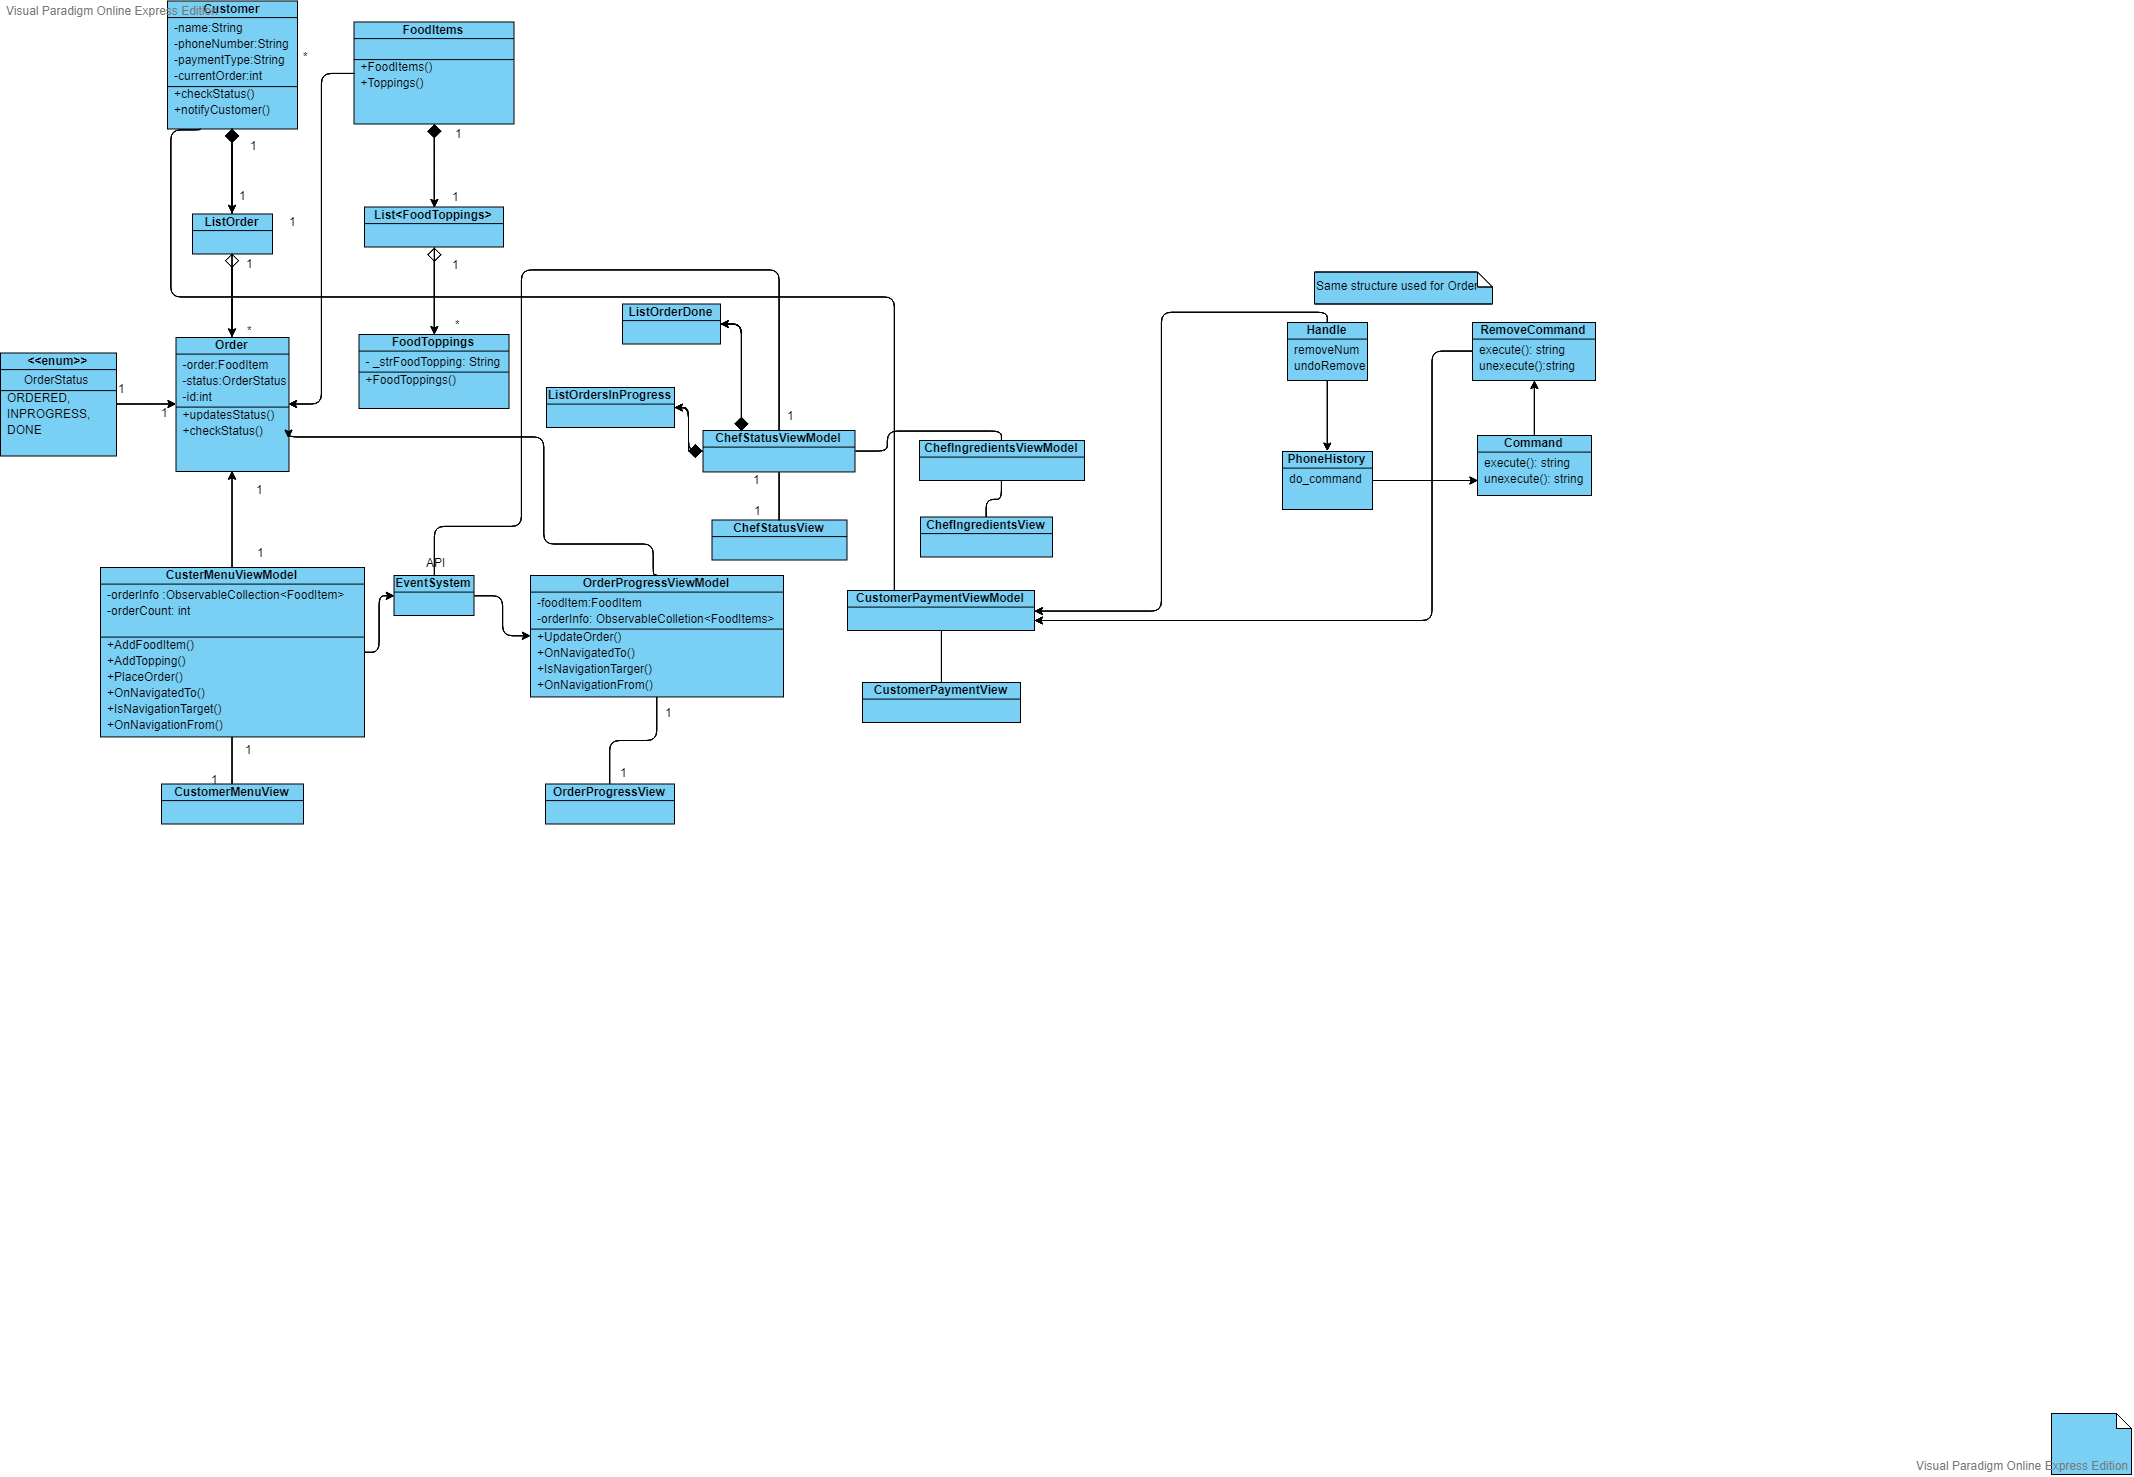 Visual Paradigm Online Express Edition
Customer
-name:String
-phoneNumber:String
-paymentType:String
-currentOrder:int
+checkStatus()
+notifyCustomer()
*
1
1
FoodItems
+FoodItems()
+Toppings()
1
1
ListOrder
1
1
*
List<FoodToppings>
1
*
<<enum>>
OrderStatus
ORDERED,
INPROGRESS,
DONE
1
1
Order
-order:FoodItem
-status:OrderStatus
-id:int
+updatesStatus()
+checkStatus()
1
1
FoodToppings
- _strFoodTopping: String
+FoodToppings()
ListOrderDone
ListOrdersInProgress
1
ChefStatusViewModel
1
1
ChefStatusView
ChefIngredientsViewModel
ChefIngredientsView
Same structure used for Order
Handle
removeNum
undoRemove
RemoveCommand
execute(): string
unexecute():string
PhoneHistory
do_command
Command
execute(): string
unexecute(): string
CusterMenuViewModel
-orderInfo :ObservableCollection<FoodItem>
-orderCount: int
+AddFoodItem()
+AddTopping()
+PlaceOrder()
+OnNavigatedTo()
+IsNavigationTarget()
+OnNavigationFrom()
1
1
CustomerMenuView
API
EventSystem
OrderProgressViewModel
-foodItem:FoodItem
-orderInfo: ObservableColletion<FoodItems>
+UpdateOrder()
+OnNavigatedTo()
+IsNavigationTarger()
+OnNavigationFrom()
1
1
OrderProgressView
CustomerPaymentViewModel
CustomerPaymentView
Visual Paradigm Online Express Edition